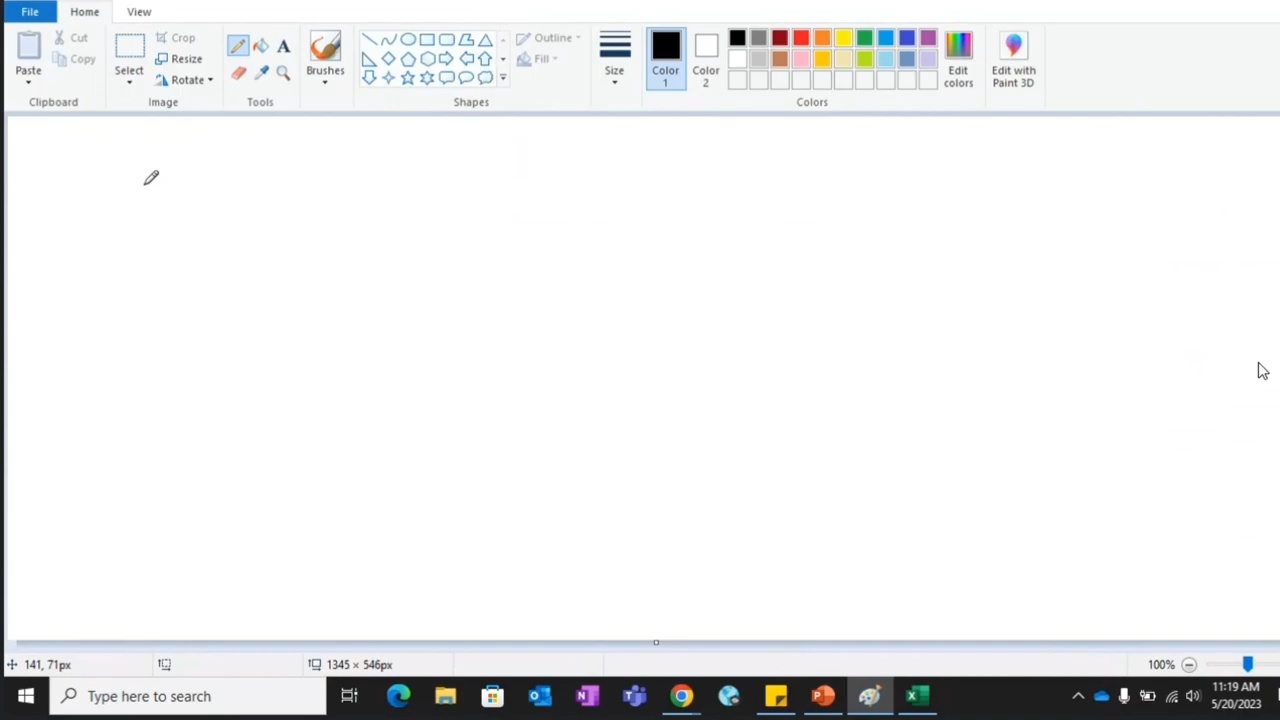 File Home View
Cut
Copy
Paste
Clipboard
Crop
Resize
Rotate
Select
Image
A
Tools
Brushes
Outline
Fill
Shapes
Size
Color 1
Color 2
Edit colors
Colors
Edit with Paint 3D
141, 71px
1345 × 546px
100%
Type here to search
11:19 AM
5/20/2023